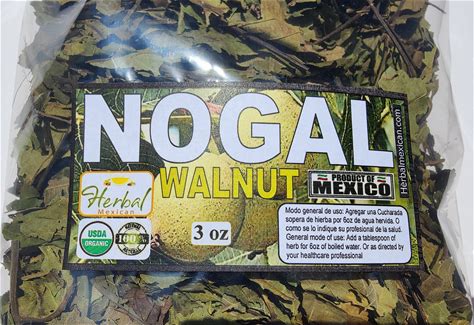 NOGAL
WALNUT
Herbal
Mexican
PRODUCT OF
MEXICO
Herbalmexican.com
USDA
ORGANIC
100%
3 oz
Modo general de uso: Agregar una Cucharada
sopera de hierba por 6oz de agua hervida, O
como se lo indique su profesional de la salud.
General mode of use: Add a tablespoon of
herb for 6oz of boiled water. Or as directed by
your healthcare professional